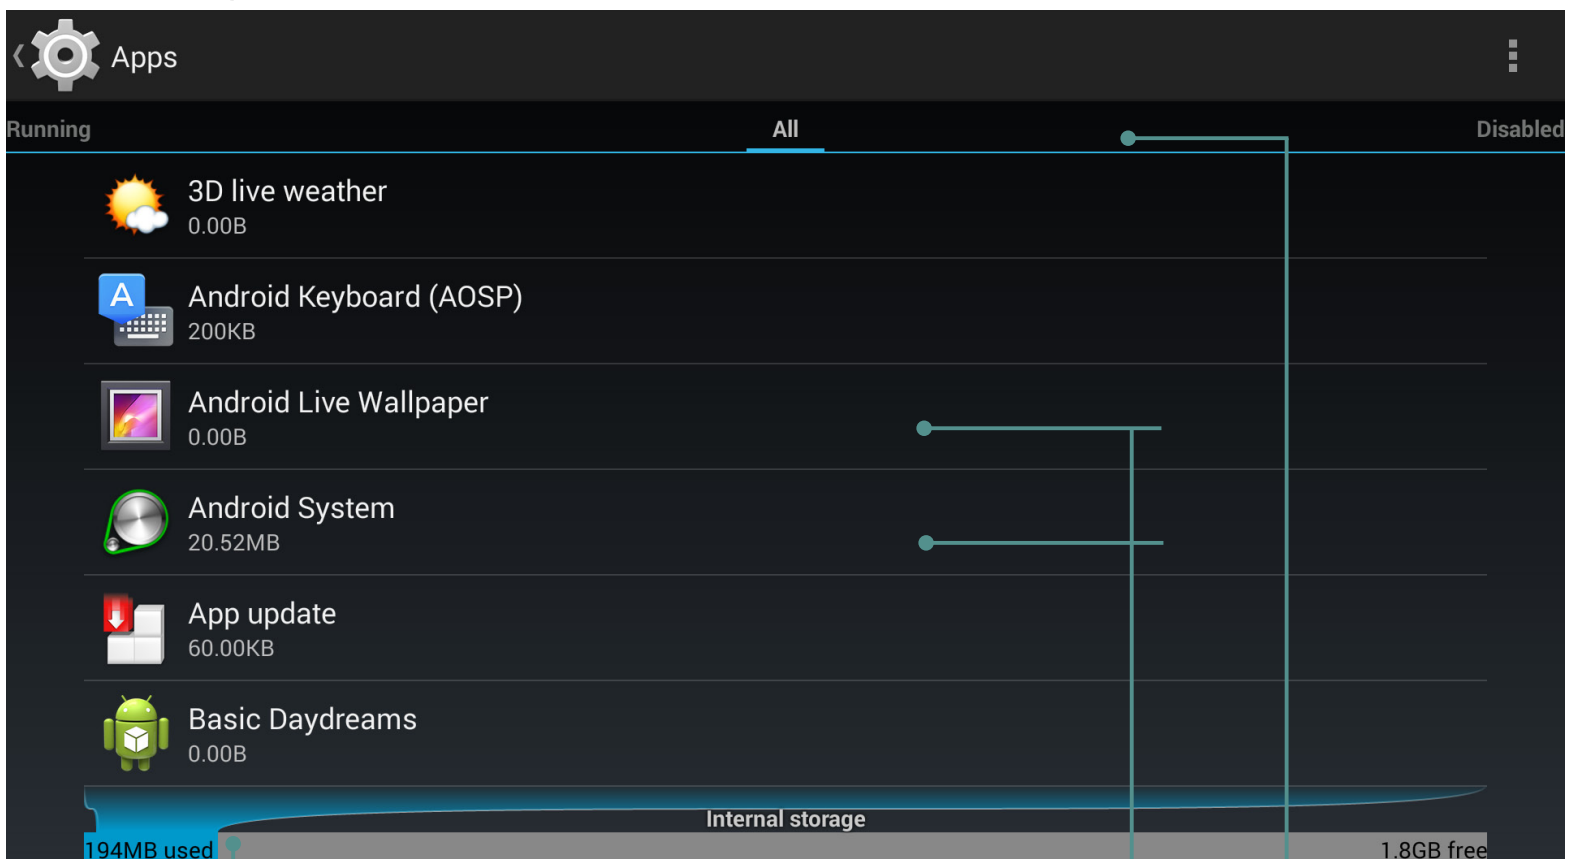 Apps
Running All Disabled
3D live weather
0.00B
Android Keyboard (AOSP)
200KB
Android Live Wallpaper
0.00B
Android System
20.52MB
App update
60.00KB
Basic Daydreams
0.00B
Internal storage
194MB used 1.8GB free